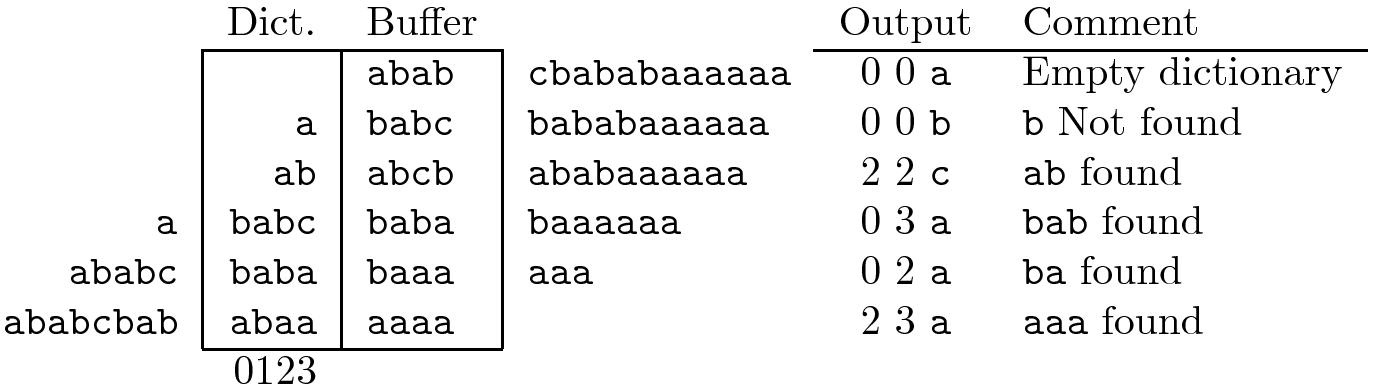 Dict. Buffer Output Comment
abab cbababaaaaaa 0 0 a Empty dictionary
a babc bababaaaaaa 0 0 b b Not found
ab abcb ababaaaaaa 2 2 c ab found
a babc baba baaaaaa 0 3 a bab found
ababc baba baaa aaa 0 2 a ba found
ababcbab abaa aaaa 2 3 a aaa found
0123